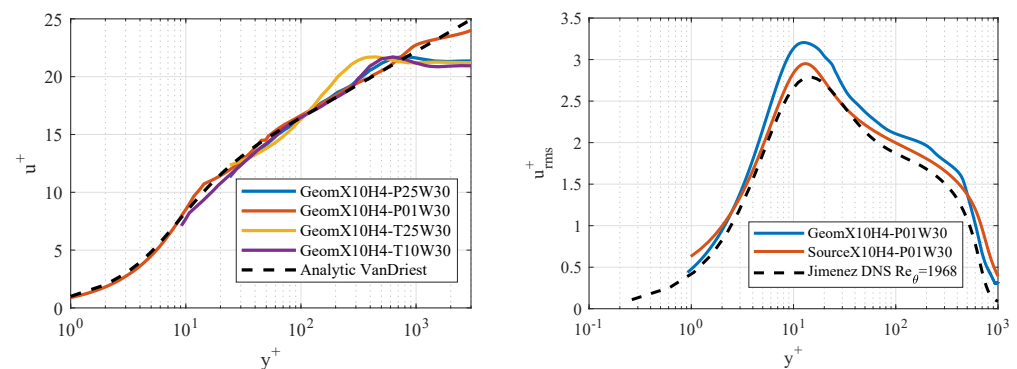 25
20
15
10
5
0
u+
10^0
10^1
10^2
10^3
y+
GeomX10H4-P25W30
GeomX10H4-P01W30
GeomX10H4-T25W30
GeomX10H4-T10W30
Analytic VanDriest
3.5
3
2.5
2
1.5
1
0.5
0
u+rms
10^-1
10^0
10^1
10^2
10^3
y+
GeomX10H4-P01W30
SourceX10H4-P01W30
Jimenez DNS Reθ=1968